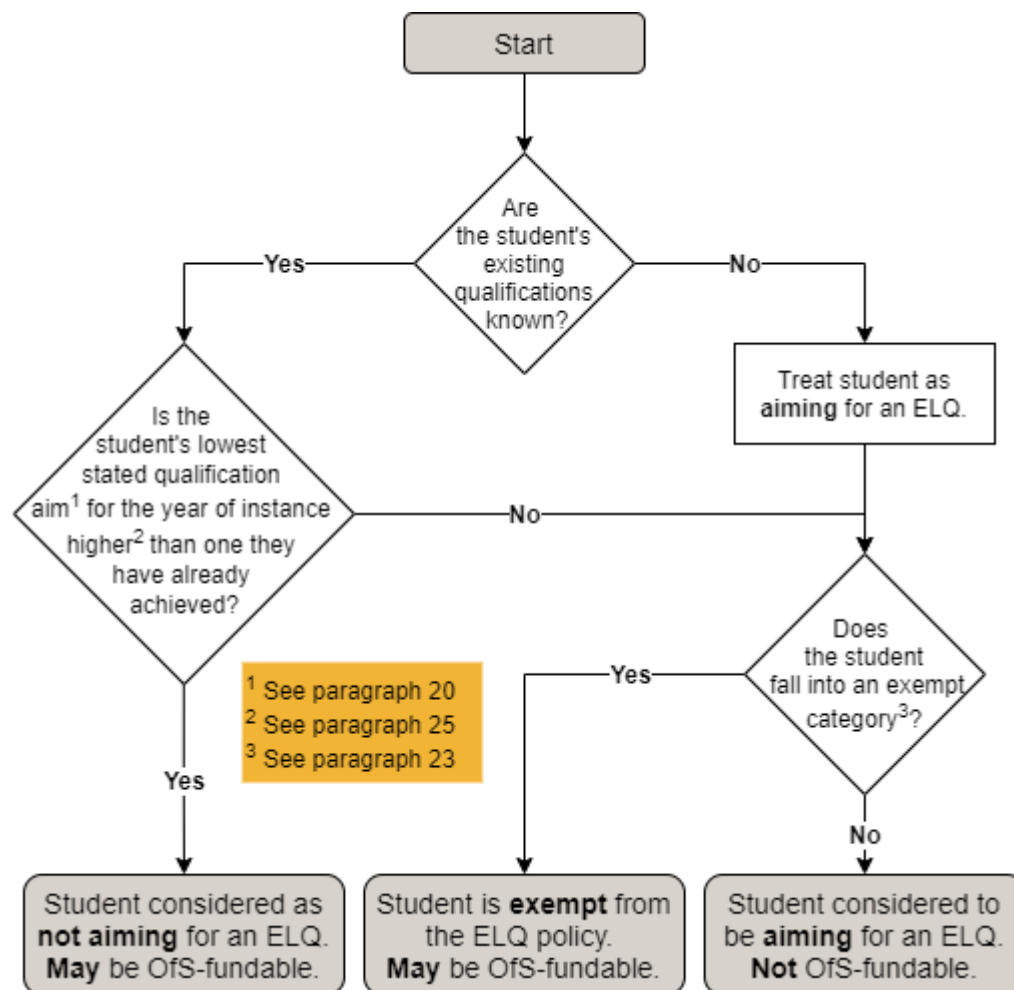 Start
Are
the student's
existing
qualifications
known?
Yes
No
Treat student as
aiming for an ELQ.
Is the
student's lowest
stated qualification
aim¹ for the year of instance
higher² than one they
have already
achieved?
No
Does
the student
fall into an exempt
category³?
Yes
¹ See paragraph 20
² See paragraph 25
³ See paragraph 23
Yes
No
Student considered as
not aiming for an ELQ.
May be OfS-fundable.
Student is exempt from
the ELQ policy.
May be OfS-fundable.
Student considered to
be aiming for an ELQ.
Not OfS-fundable.